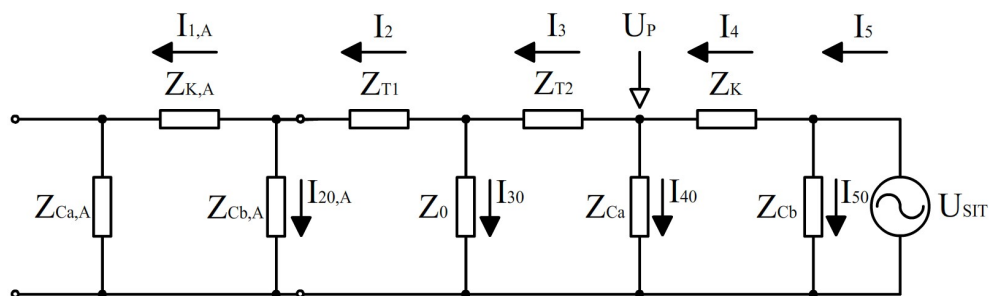 I1,A I2 I3 UP I4 I5
ZK,A ZT1 ZT2 ZK
ZCa,A ZCb,A I20,A Z0 I30 ZCa I40 ZCb I50 USIT